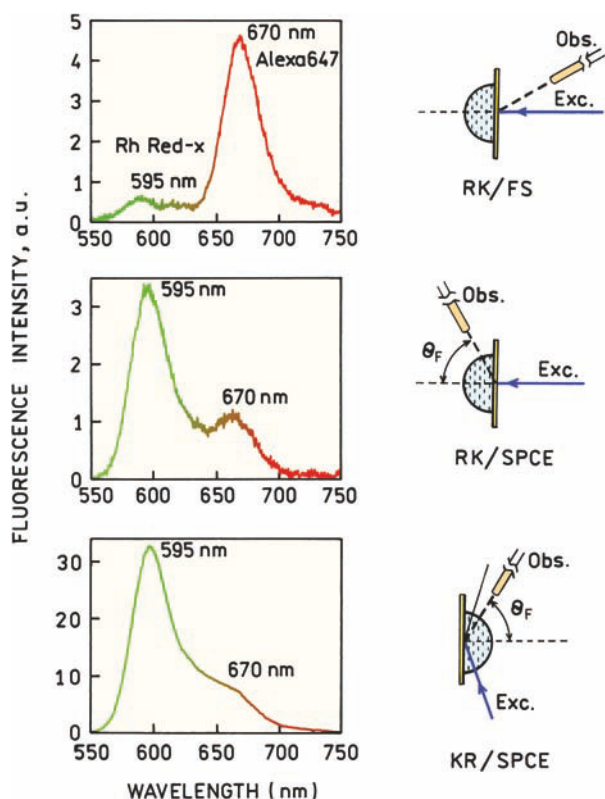 FLUORESCENCE INTENSITY, a.u.
5
4
3
2
1
0
670 nm
Alexa647
Rh Red-x
595 nm
550 600 650 700 750
Obs.
Exc.
RK/FS
3
2
1
0
595 nm
670 nm
550 600 650 700 750
Obs.
θF
Exc.
RK/SPCE
30
20
10
0
595 nm
670 nm
550 600 650 700 750
WAVELENGTH (nm)
Obs.
θF
Exc.
KR/SPCE